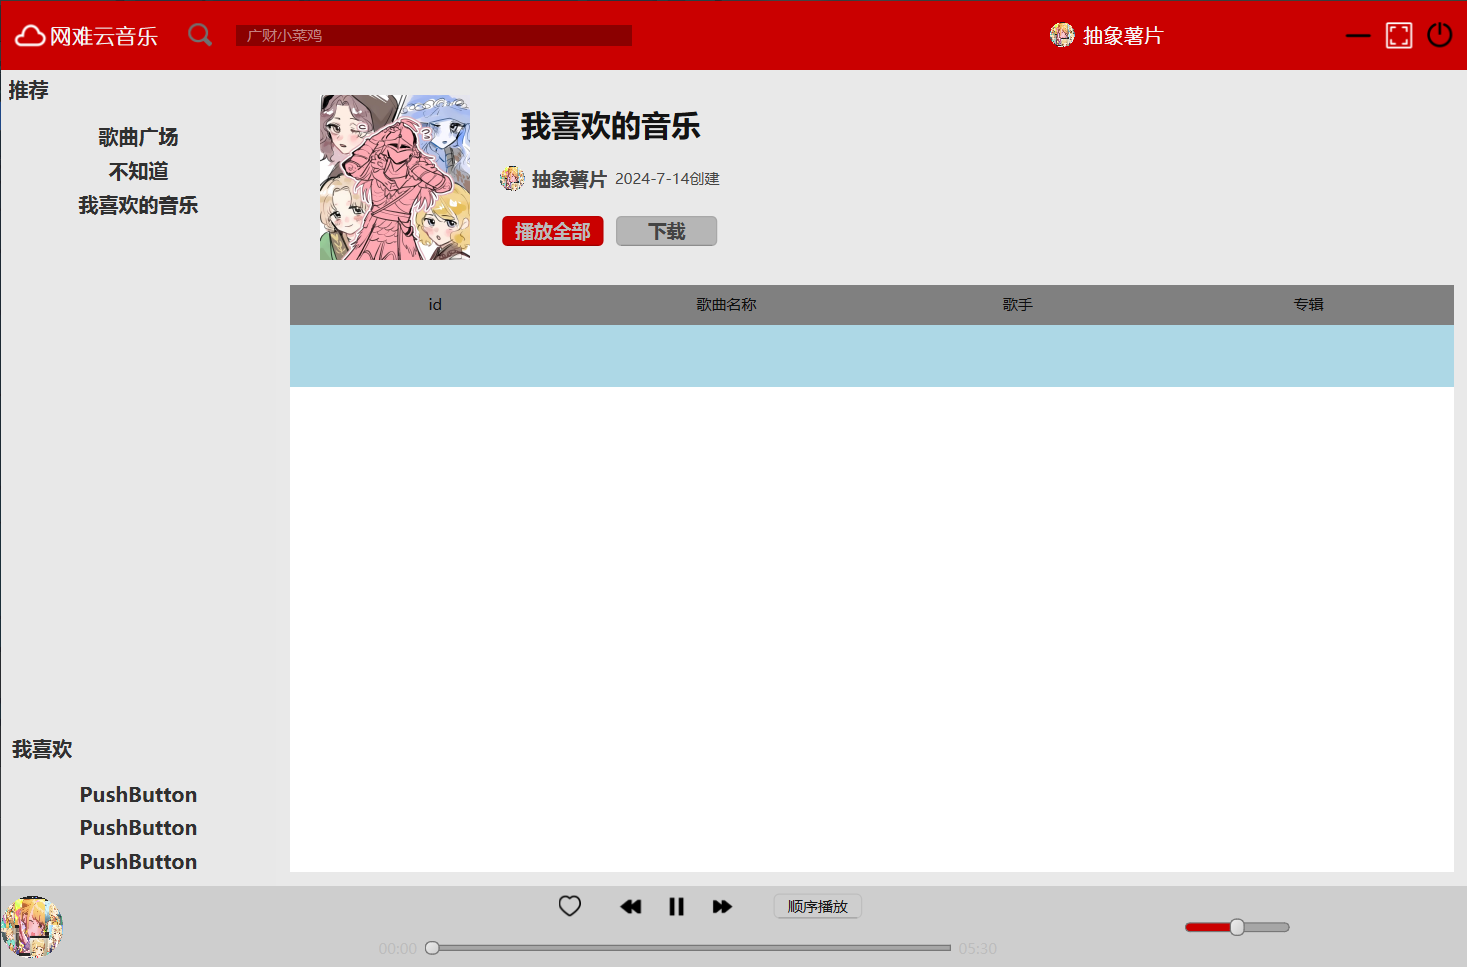 网难云音乐
广财小菜鸡
抽象薯片
推荐
歌曲广场
不知道
我喜欢的音乐
我喜欢的音乐
抽象薯片 2024-7-14创建
播放全部 下载
id 歌曲名称 歌手 专辑
我喜欢
PushButton
PushButton
PushButton
顺序播放
00:00 05:30